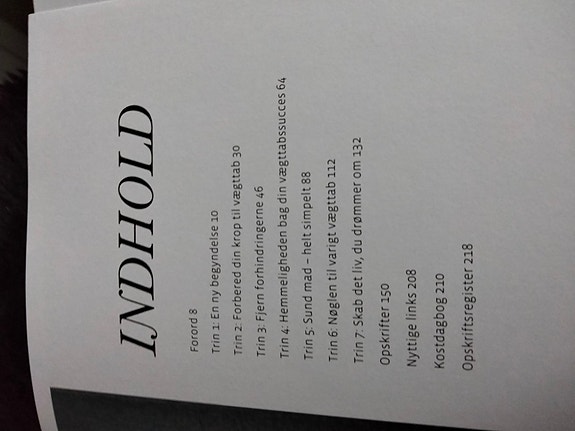 INDHOLD
Forord 8
Trin 1: En ny begyndelse 10
Trin 2: Forbered din krop til vægttab 30
Trin 3: Fjern forhindringerne 46
Trin 4: Hemmeligheden bag din vægttabssucces 64
Trin 5: Sund mad – helt simpelt 88
Trin 6: Nøglen til varigt vægttab 112
Trin 7: Skab det liv, du drømmer om 132
Opskrifter 150
Nyttige links 208
Kostdagbog 210
Opskriftsregister 218